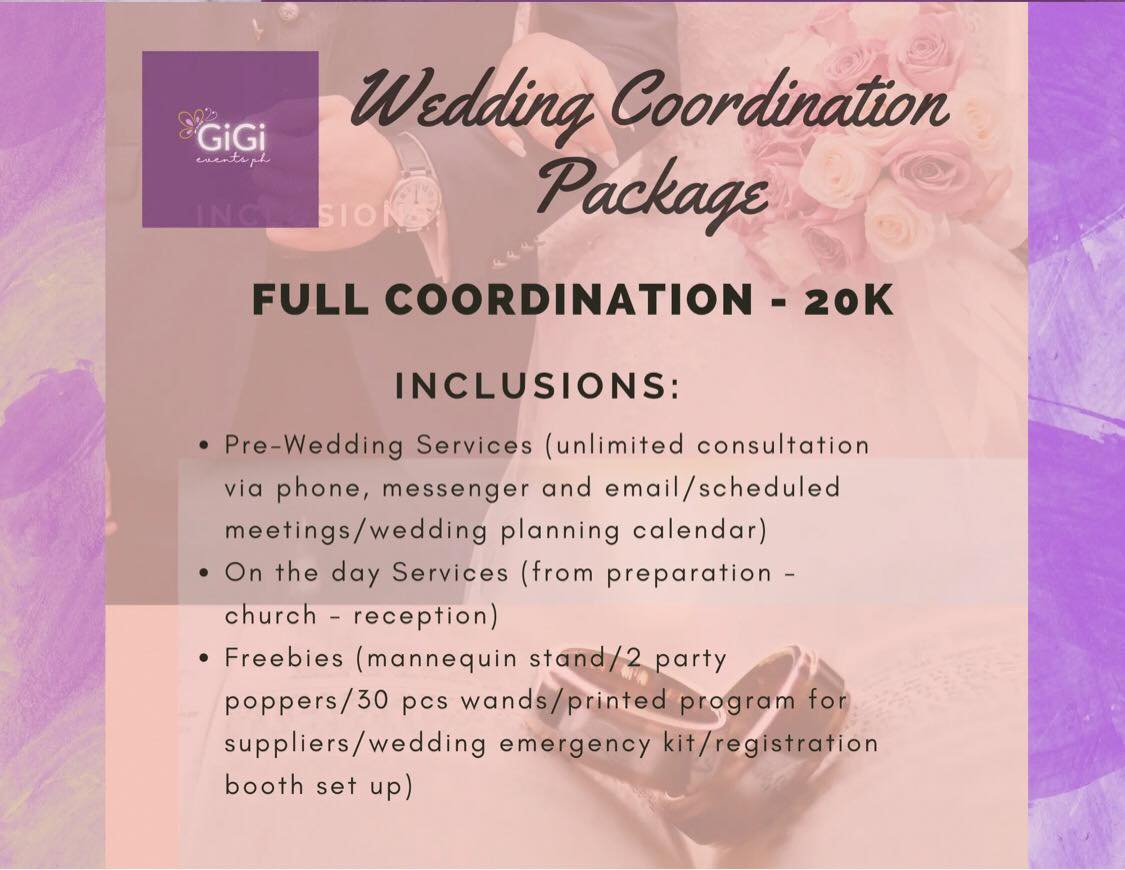 GiGi
events ph
INCLUSIONS:
Wedding Coordination
Package
FULL COORDINATION - 20K
INCLUSIONS:
• Pre-Wedding Services (unlimited consultation
via phone, messenger and email/scheduled
meetings/wedding planning calendar)
• On the day Services (from preparation -
church - reception)
• Freebies (mannequin stand/2 party
poppers/30 pcs wands/printed program for
suppliers/wedding emergency kit/registration
booth set up)